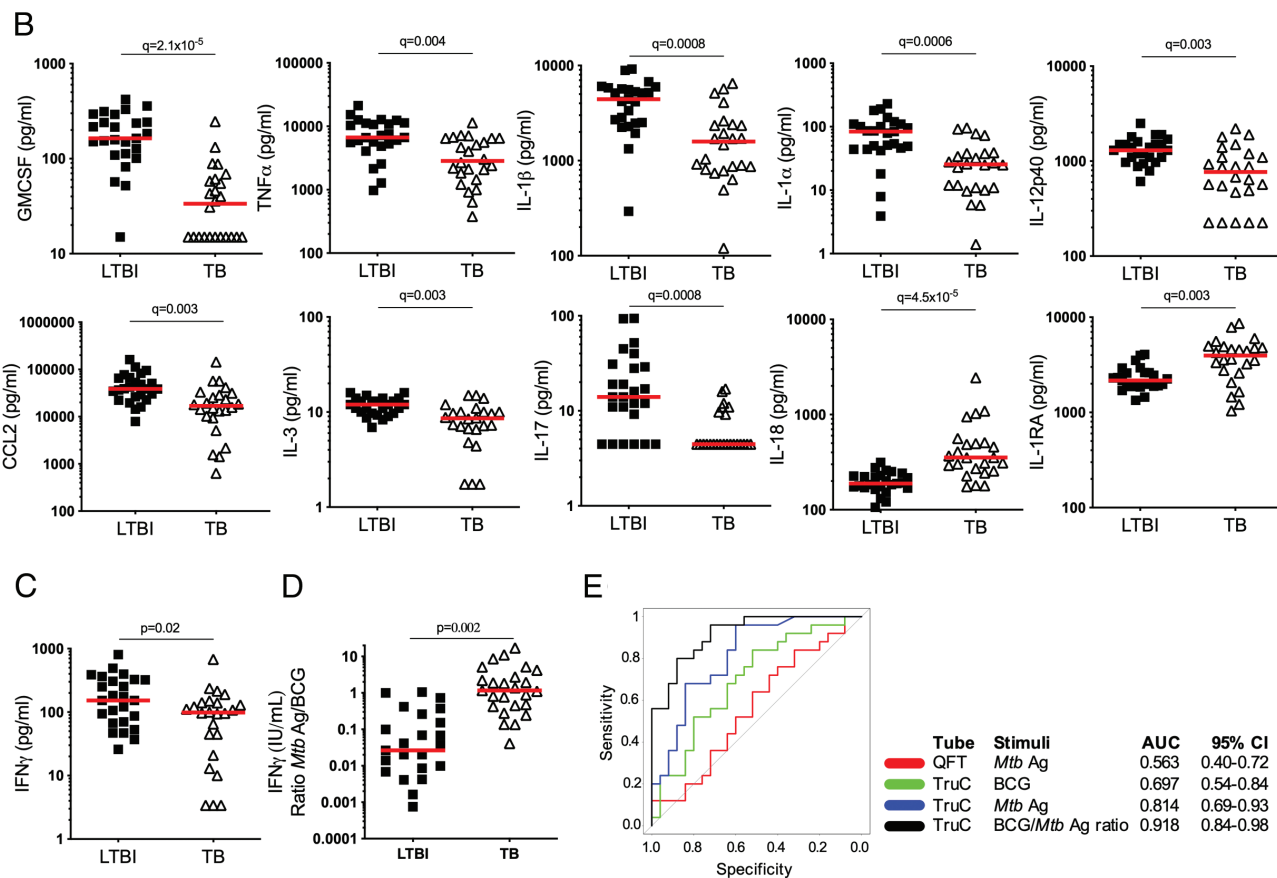 B
q=2.1x10-5
GMCSF (pg/ml)
1000
100
10
LTBI
TB
q=0.004
TNFα (pg/ml)
100000
10000
1000
100
LTBI
TB
q=0.0008
IL-1β (pg/ml)
10000
1000
100
LTBI
TB
q=0.0006
IL-1α (pg/ml)
1000
100
10
1
LTBI
TB
q=0.003
IL-12p40 (pg/ml)
10000
1000
100
LTBI
TB
q=0.003
CCL2 (pg/ml)
1000000
100000
10000
1000
100
LTBI
TB
q=0.003
IL-3 (pg/ml)
100
10
1
LTBI
TB
q=0.0008
IL-17 (pg/ml)
100
10
1
LTBI
TB
q=4.5x10-5
IL-18 (pg/ml)
10000
1000
100
LTBI
TB
q=0.003
IL-1RA (pg/ml)
10000
1000
100
LTBI
TB
C
p=0.02
IFNγ (pg/ml)
1000
100
10
1
LTBI
TB
D
p=0.002
IFNγ (IU/mL)
Ratio Mtb Ag/BCG
10
1
0.1
0.01
0.001
0.0001
LTBI
TB
E
Sensitivity
1
0.8
0.6
0.4
0.2
0.0
1.0 0.8 0.6 0.4 0.2 0.0
Specificity
Tube Stimuli AUC 95% CI
QFT Mtb Ag 0.563 0.40-0.72
TruC BCG 0.697 0.54-0.84
TruC Mtb Ag 0.814 0.69-0.93
TruC BCG/Mtb Ag ratio 0.918 0.84-0.98